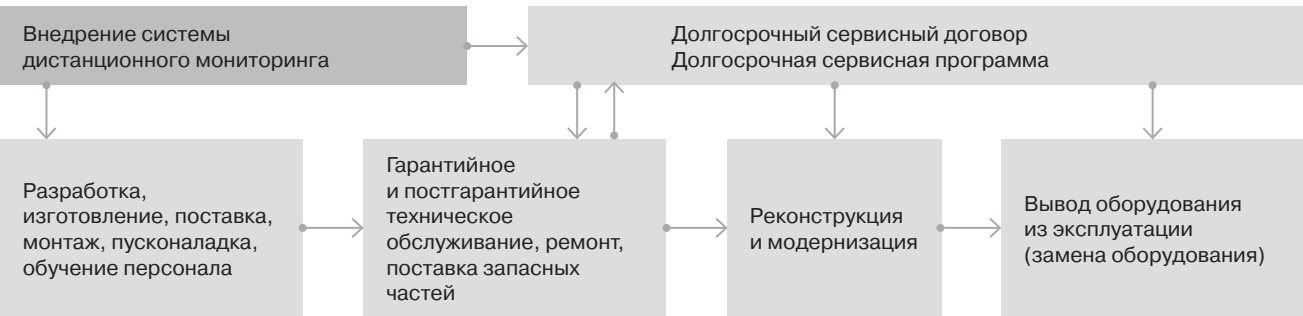 Внедрение системы
дистанционного мониторинга
Долгосрочный сервисный договор
Долгосрочная сервисная программа
Разработка,
изготовление, поставка,
монтаж, пусконаладка,
обучение персонала
Гарантийное
и постгарантийное
техническое
обслуживание, ремонт,
поставка запасных
частей
Реконструкция
и модернизация
Вывод оборудования
из эксплуатации
(замена оборудования)